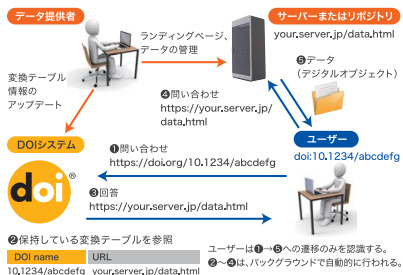 データ提供者
ランディングページ、
データの管理
サーバーまたはリポジトリ
your.server.jp/data.html
変換テーブル
情報の
アップデート
❺データ
（デジタルオブジェクト）
❹問い合わせ
https://your.server.jp/
data.html
DOIシステム
ユーザー
doi:10.1234/abcdefg
❶問い合わせ
https://doi.org/10.1234/abcdefg
doi®
❸回答
https://your.server.jp/data.html
❷保持している変換テーブルを参照
DOI name URL
10.1234/abcdefg your.server.jp/data.html
ユーザーは❶→❺への遷移のみを認識する。
❷〜❹は、バックグラウンドで自動的に行われる。